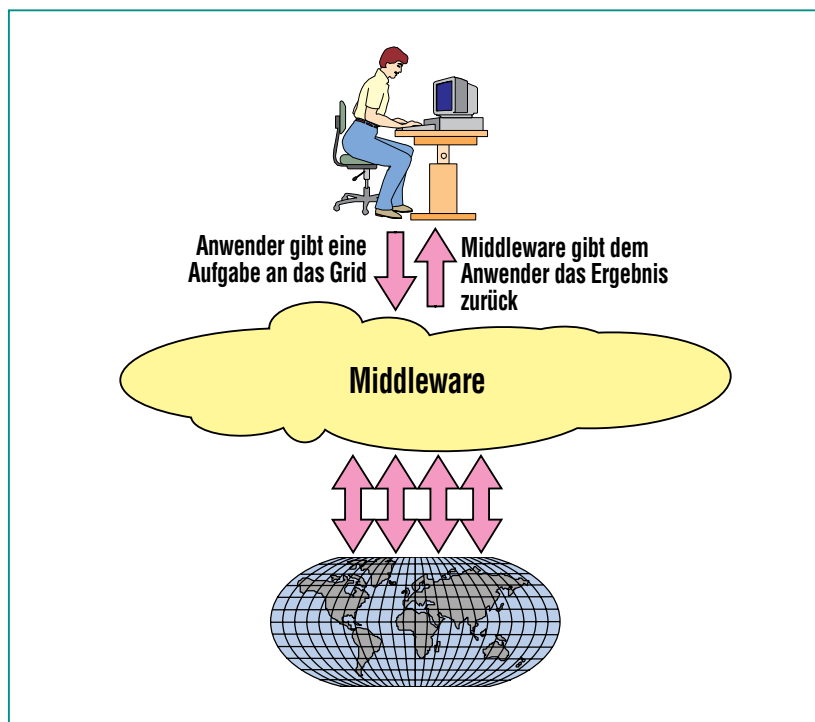 Anwender gibt eine
Aufgabe an das Grid
Middleware gibt dem
Anwender das Ergebnis
zurück
Middleware